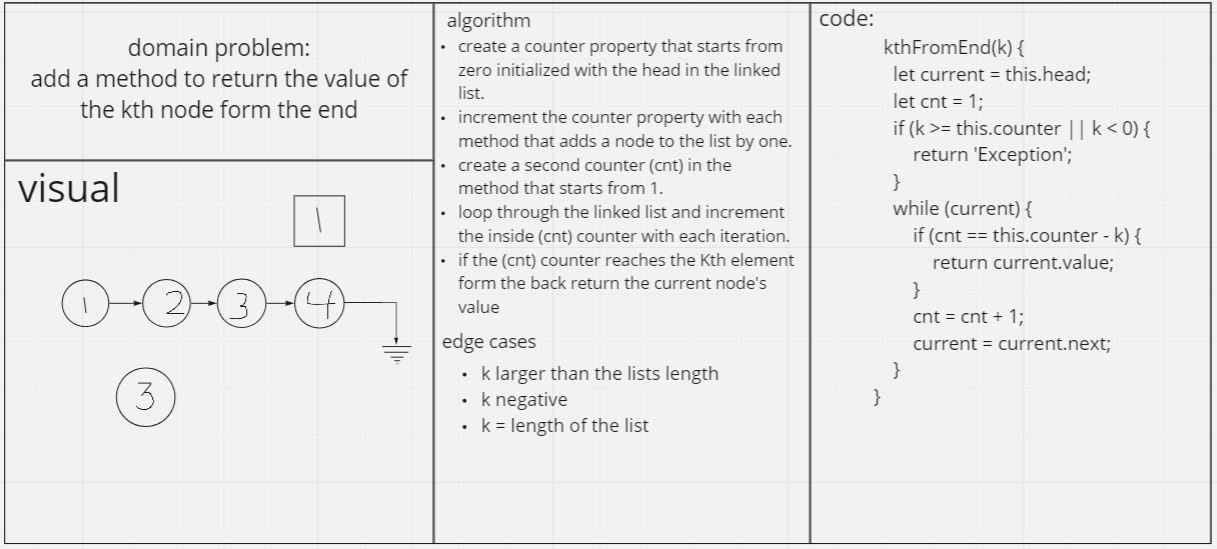 domain problem:
add a method to return the value of
the kth node form the end
visual
1
1
2
3
4
3
algorithm
• create a counter property that starts from
zero initialized with the head in the linked
list.
• increment the counter property with each
method that adds a node to the list by one.
• create a second counter (cnt) in the
method that starts from 1.
• loop through the linked list and increment
the inside (cnt) counter with each iteration.
• if the (cnt) counter reaches the Kth element
form the back return the current node's
value
edge cases
• k larger than the lists length
• k negative
• k = length of the list
code:
kthFromEnd(k) {
let current = this.head;
let cnt = 1;
if (k >= this.counter || k < 0) {
return 'Exception';
}
while (current) {
if (cnt == this.counter - k) {
return current.value;
}
cnt = cnt + 1;
current = current.next;
}
}